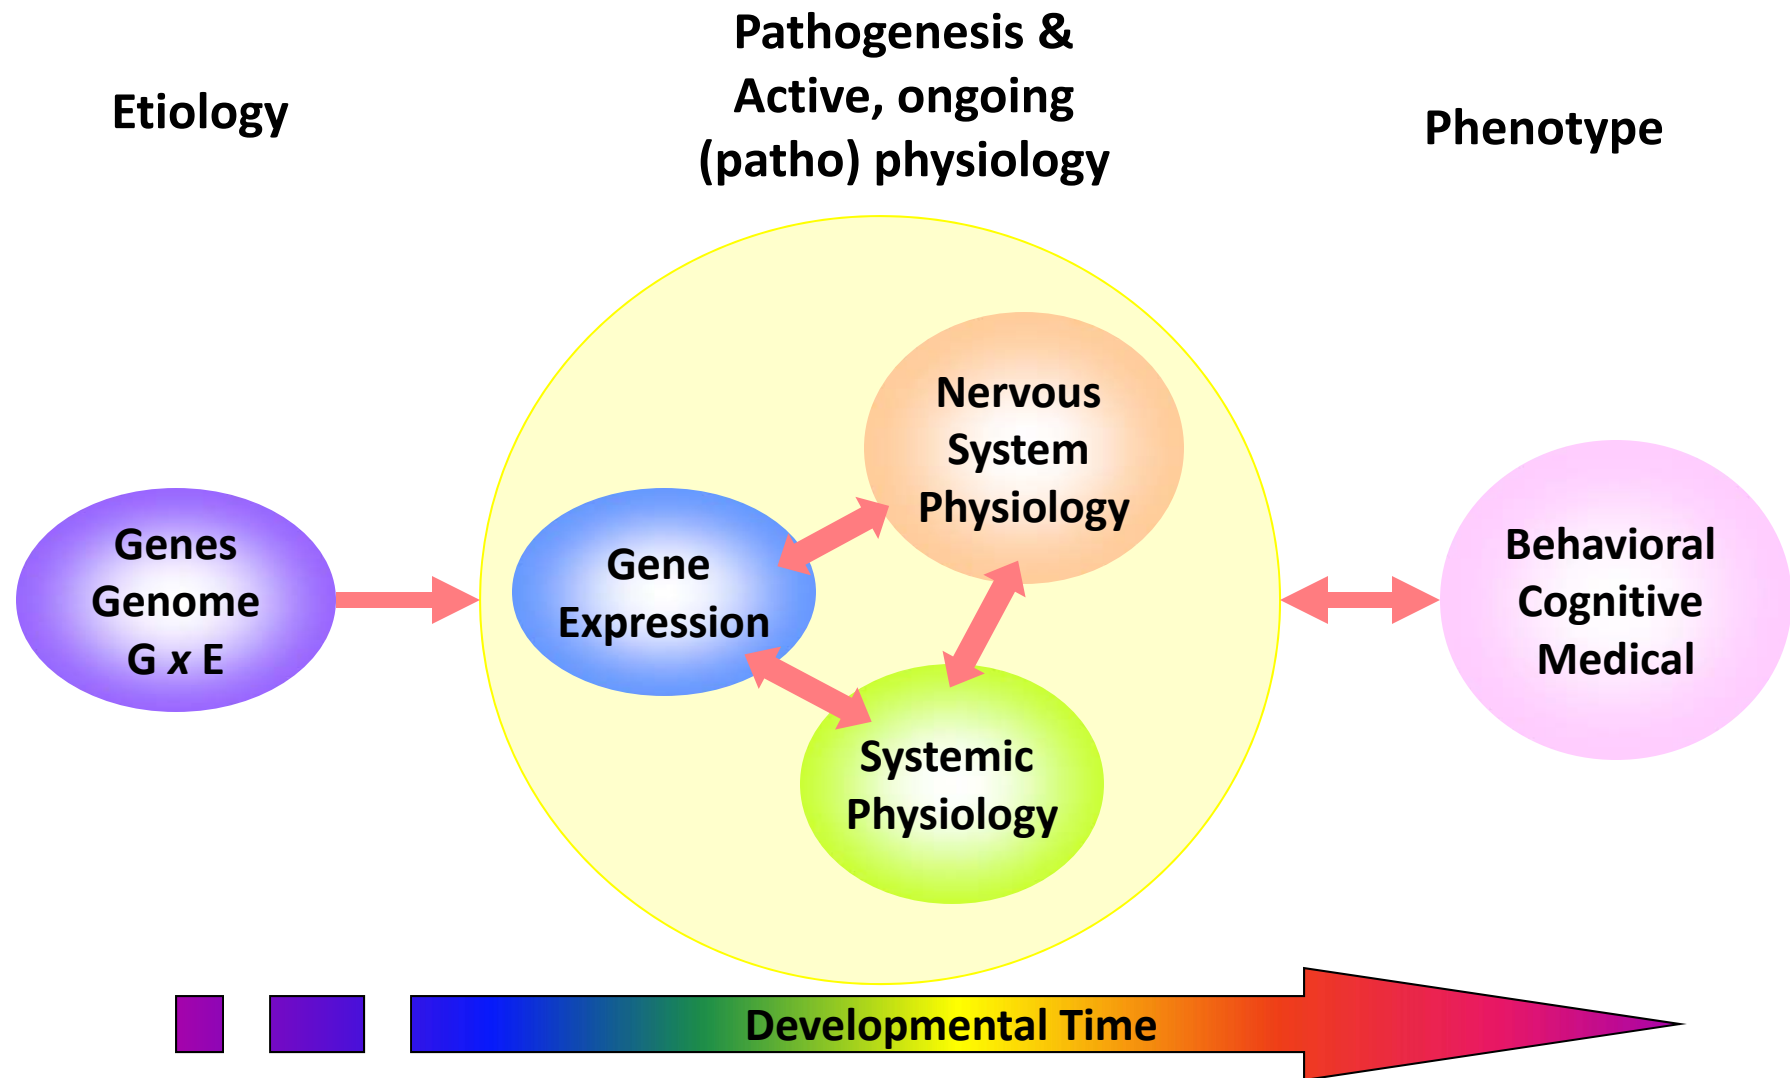 Etiology
Pathogenesis &
Active, ongoing
(patho) physiology
Phenotype
Genes
Genome
G x E
Gene
Expression
Nervous
System
Physiology
Systemic
Physiology
Behavioral
Cognitive
Medical
Developmental Time